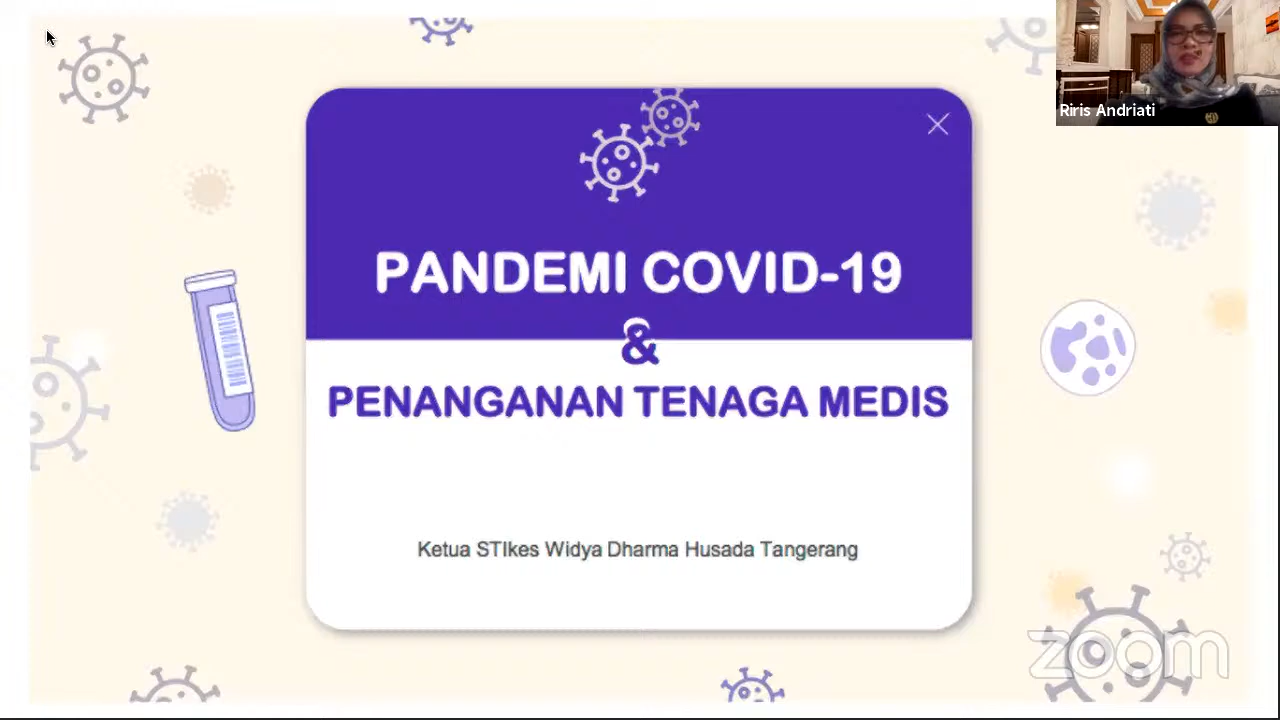 Riris Andriati
PANDEMI COVID-19
&
PENANGANAN TENAGA MEDIS
Ketua STIkes Widya Dharma Husada Tangerang
zoom